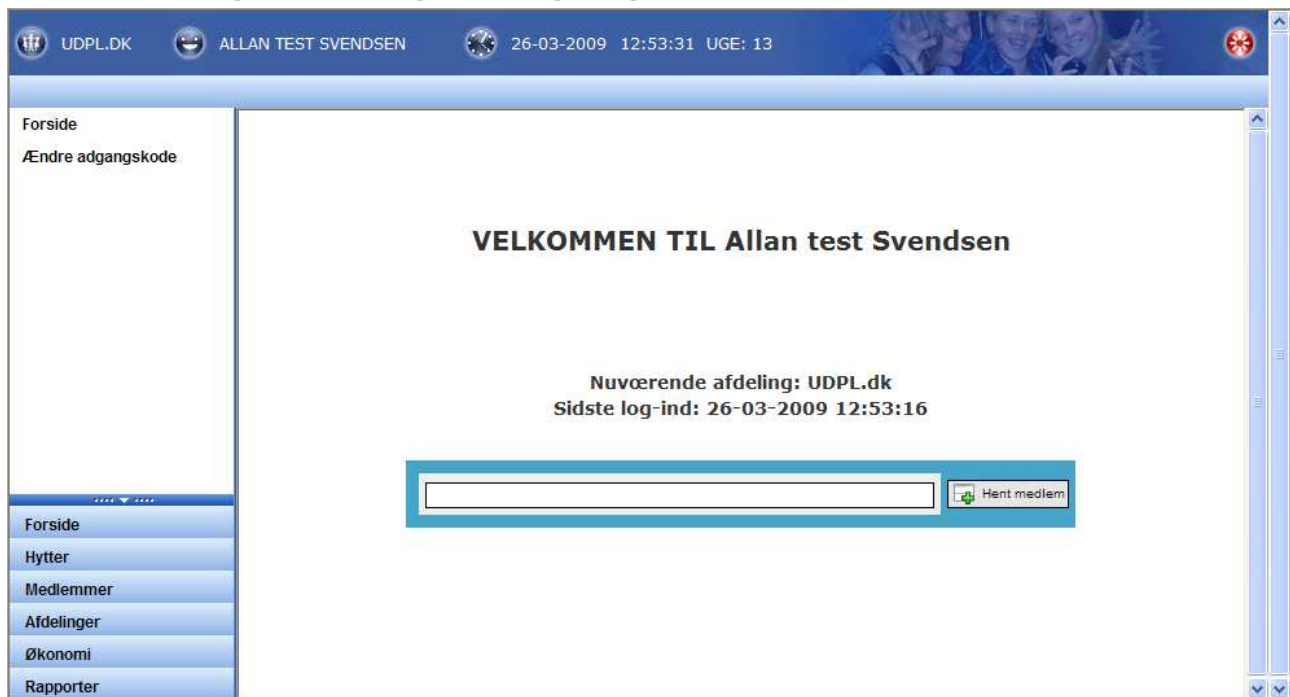 UDPL.DK ALLAN TEST SVENDSEN 26-03-2009 12:53:31 UGE: 13
Forside
Ændre adgangskode
VELKOMMEN TIL Allan test Svendsen
Nuværende afdeling: UDPL.dk
Sidste log-ind: 26-03-2009 12:53:16
Hent medlem
Forside
Hytter
Medlemmer
Afdelinger
Økonomi
Rapporter